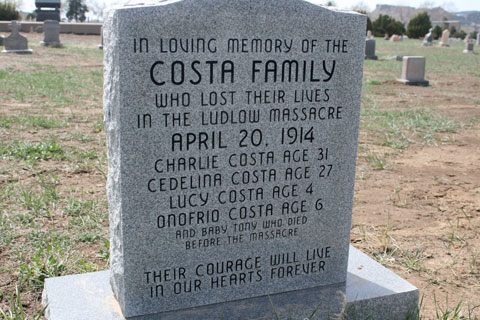 IN LOVING MEMORY OF THE
COSTA FAMILY
WHO LOST THEIR LIVES
IN THE LUDLOW MASSACRE
APRIL 20, 1914
CHARLIE COSTA AGE 31
CEDELINA COSTA AGE 27
LUCY COSTA AGE 4
ONOFRIO COSTA AGE 6
AND BABY TONY WHO DIED
BEFORE THE MASSACRE
THEIR COURAGE WILL LIVE
IN OUR HEARTS FOREVER